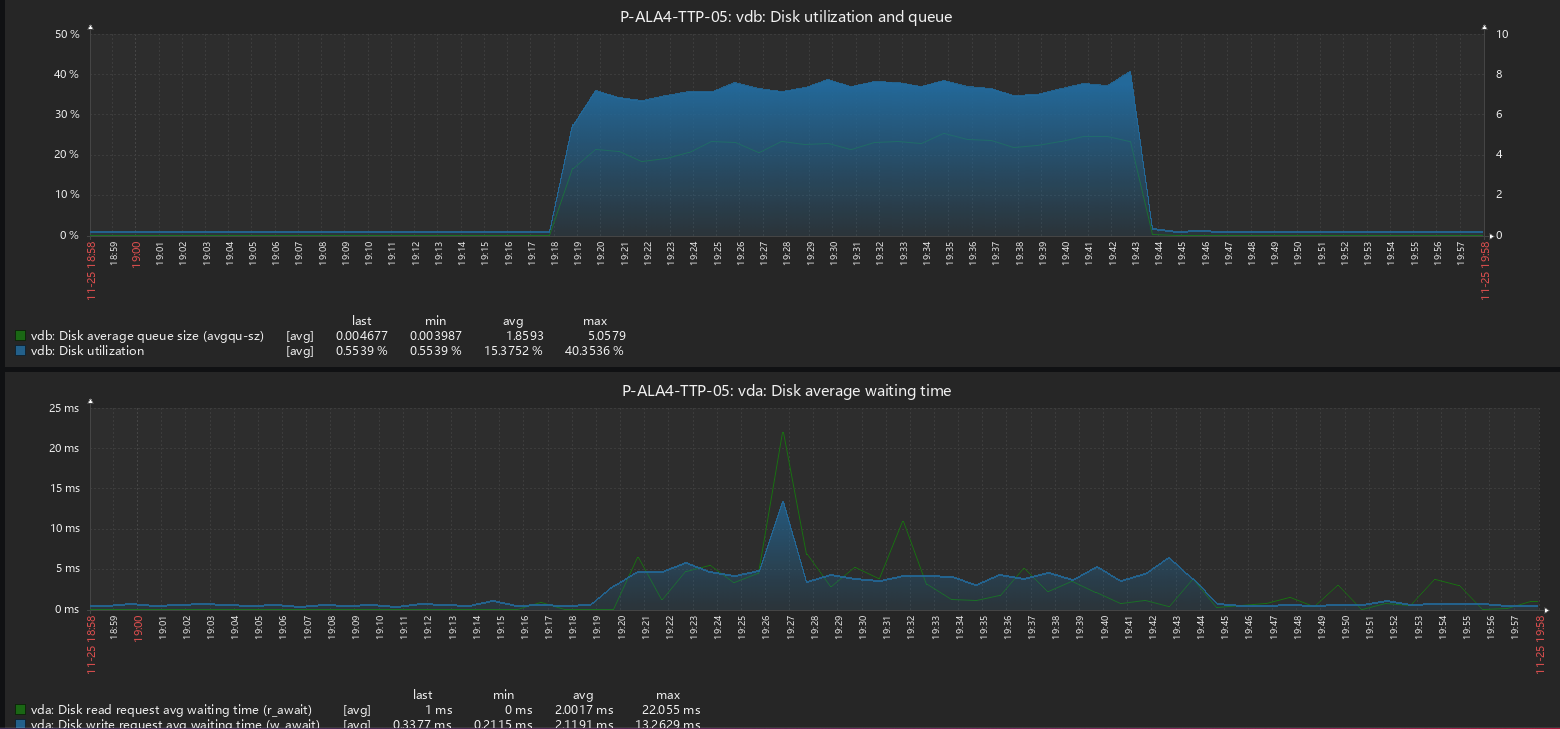 P-ALA4-TTP-05: vdb: Disk utilization and queue
50 % 10
40 % 8
30 % 6
20 % 4
10 % 2
0 % 0
11-25 18:58 18:59 19:00 19:01 19:02 19:03 19:04 19:05 19:06 19:07 19:08 19:09 19:10 19:11 19:12 19:13 19:14 19:15 19:16 19:17 19:18 19:19 19:20 19:21 19:22 19:23 19:24 19:25 19:26 19:27 19:28 19:29 19:30 19:31 19:32 19:33 19:34 19:35 19:36 19:37 19:38 19:39 19:40 19:41 19:42 19:43 19:44 19:45 19:46 19:47 19:48 19:49 19:50 19:51 19:52 19:53 19:54 19:55 19:56 19:57 11-25 19:58
last min avg max
vdb: Disk average queue size (avgqu-sz) [avg] 0.004677 0.003987 1.8593 5.0579
vdb: Disk utilization [avg] 0.5539 % 0.5539 % 15.3752 % 40.3536 %
P-ALA4-TTP-05: vda: Disk average waiting time
25 ms
20 ms
15 ms
10 ms
5 ms
0 ms
11-25 18:58 18:59 19:00 19:01 19:02 19:03 19:04 19:05 19:06 19:07 19:08 19:09 19:10 19:11 19:12 19:13 19:14 19:15 19:16 19:17 19:18 19:19 19:20 19:21 19:22 19:23 19:24 19:25 19:26 19:27 19:28 19:29 19:30 19:31 19:32 19:33 19:34 19:35 19:36 19:37 19:38 19:39 19:40 19:41 19:42 19:43 19:44 19:45 19:46 19:47 19:48 19:49 19:50 19:51 19:52 19:53 19:54 19:55 19:56 19:57 11-25 19:58
last min avg max
vda: Disk read request avg waiting time (r_await) [avg] 1 ms 0 ms 2.0017 ms 22.055 ms
vda: Disk write request avg waiting time (w_await) [avg] 0.3377 ms 0.2115 ms 2.1191 ms 13.2629 ms